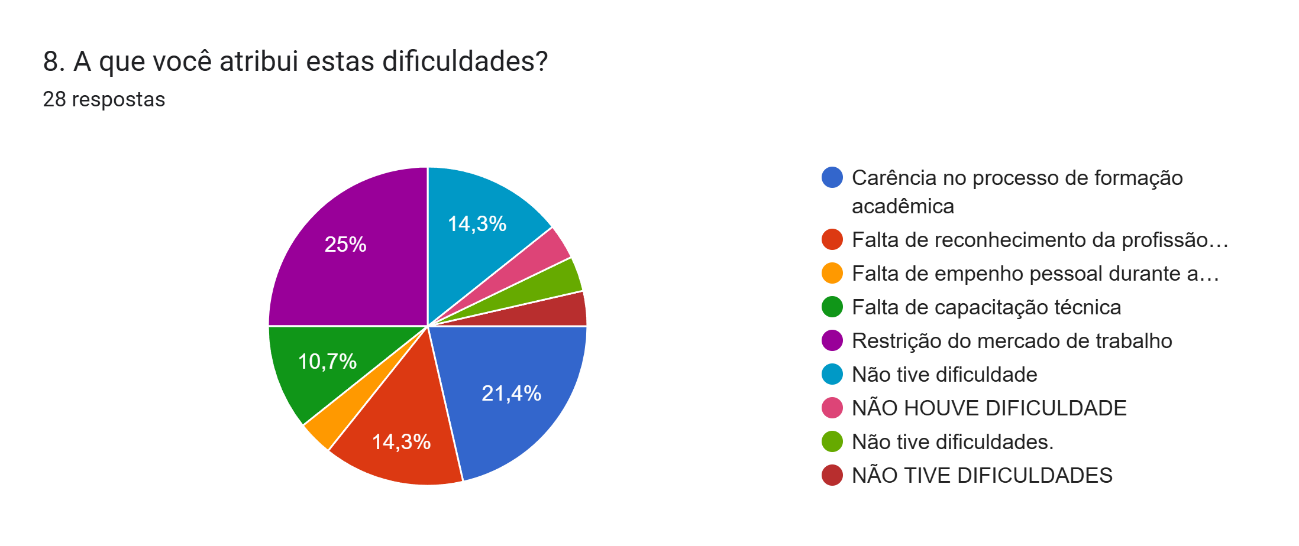 8. A que você atribui estas dificuldades?
28 respostas
25%
14,3%
10,7%
21,4%
14,3%
Carência no processo de formação
acadêmica
Falta de reconhecimento da profissão…
Falta de empenho pessoal durante a…
Falta de capacitação técnica
Restrição do mercado de trabalho
Não tive dificuldade
NÃO HOUVE DIFICULDADE
Não tive dificuldades.
NÃO TIVE DIFICULDADES